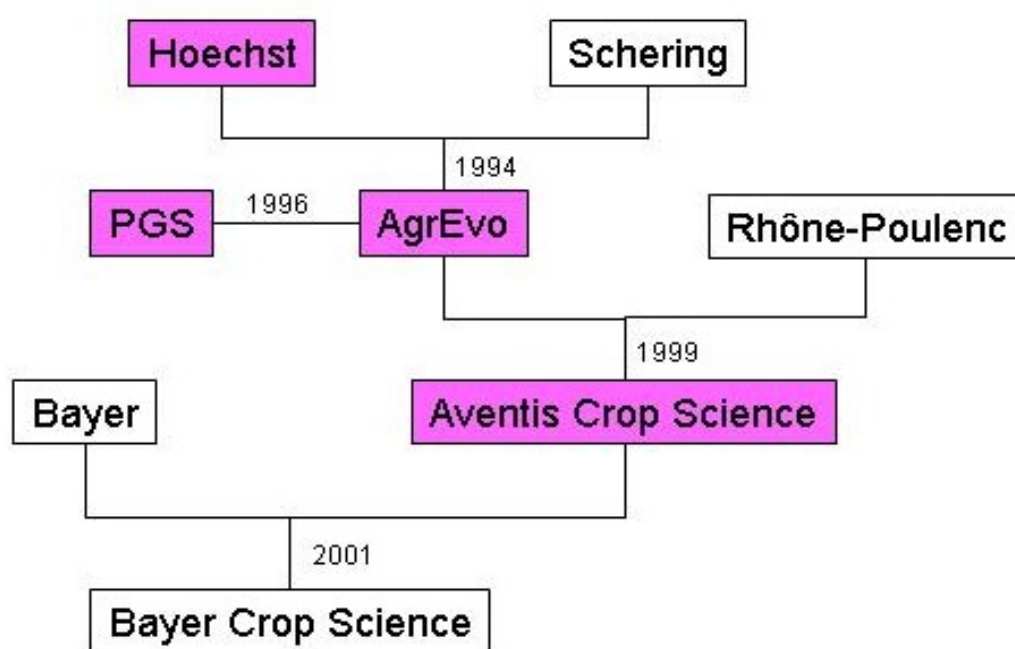 Hoechst
Schering
1994
PGS
1996
AgrEvo
Rhône-Poulenc
1999
Bayer
Aventis Crop Science
2001
Bayer Crop Science